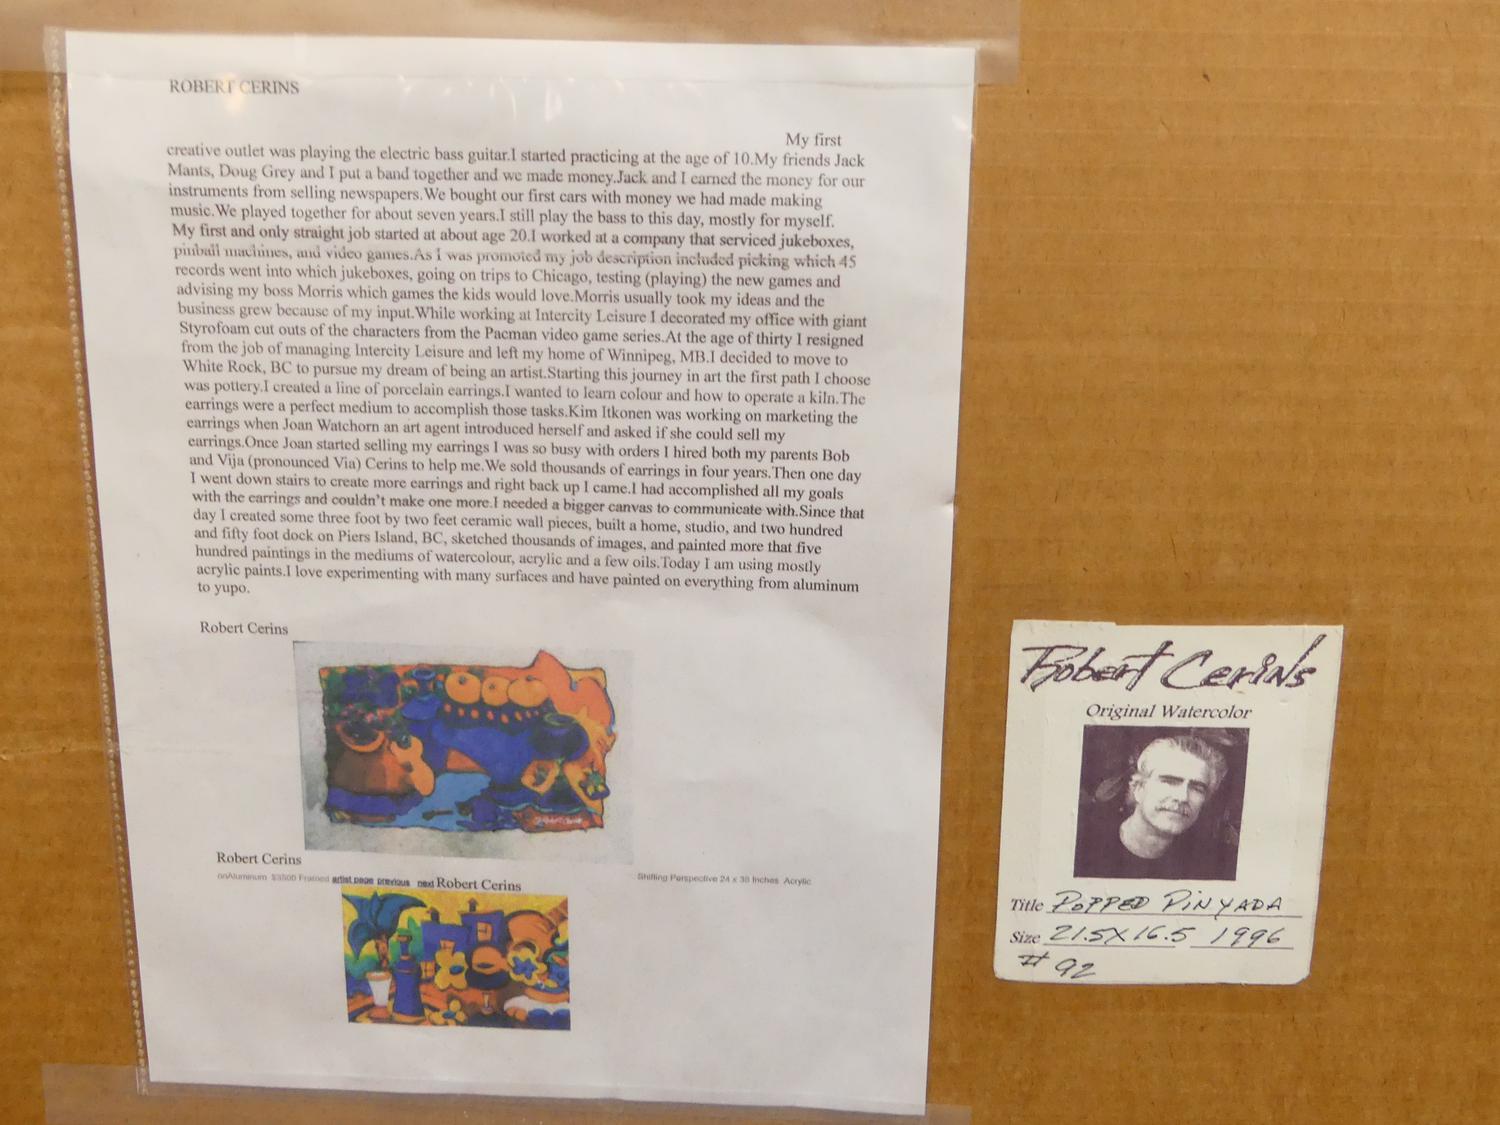 ROBERT CERINS
My first
creative outlet was playing the electric bass guitar.I started practicing at the age of 10.My friends Jack
Mants, Doug Grey and I put a band together and we made money.Jack and I earned the money for our
instruments from selling newspapers.We bought our first cars with money we had made making
music.We played together for about seven years.I still play the bass to this day, mostly for myself.
My first and only straight job started at about age 20.I worked at a company that serviced jukeboxes,
pinball machines, and video games.As I was promoted my job description included picking which 45
records went into which jukeboxes, going on trips to Chicago, testing (playing) the new games and
advising my boss Morris which games the kids would love.Morris usually took my ideas and the
business grew because of my input.While working at Intercity Leisure I decorated my office with giant
Styrofoam cut outs of the characters from the Pacman video game series.At the age of thirty I resigned
from the job of managing Intercity Leisure and left my home of Winnipeg, MB.I decided to move to
White Rock, BC to pursue my dream of being an artist.Starting this journey in art the first path I choose
was pottery.I created a line of porcelain earrings.I wanted to learn colour and how to operate a kiln.The
earrings were a perfect medium to accomplish those tasks.Kim Itkonen was working on marketing the
earrings when Joan Watchorn an art agent introduced herself and asked if she could sell my
earrings.Once Joan started selling my earrings I was so busy with orders I hired both my parents Bob
and Vija (pronounced Via) Cerins to help me.We sold thousands of earrings in four years.Then one day
I went down stairs to create more earrings and right back up I came.I had accomplished all my goals
with the earrings and couldn't make one more.I needed a bigger canvas to communicate with.Since that
day I created some three foot by two feet ceramic wall pieces, built a home, studio, and two hundred
and fifty foot dock on Piers Island, BC, sketched thousands of images, and painted more that five
hundred paintings in the mediums of watercolour, acrylic and a few oils.Today I am using mostly
acrylic paints.I love experimenting with many surfaces and have painted on everything from aluminum
to yupo.
Robert Cerins
Robert Cerins
onAluminum $3500 Framed artist page previous next Robert Cerins
Shifting Perspective 24 x 38 Inches Acrylic
Robert Cerins
Original Watercolor
Title POPPED PINYADA
Size 21.5X16.5 1996
# 92